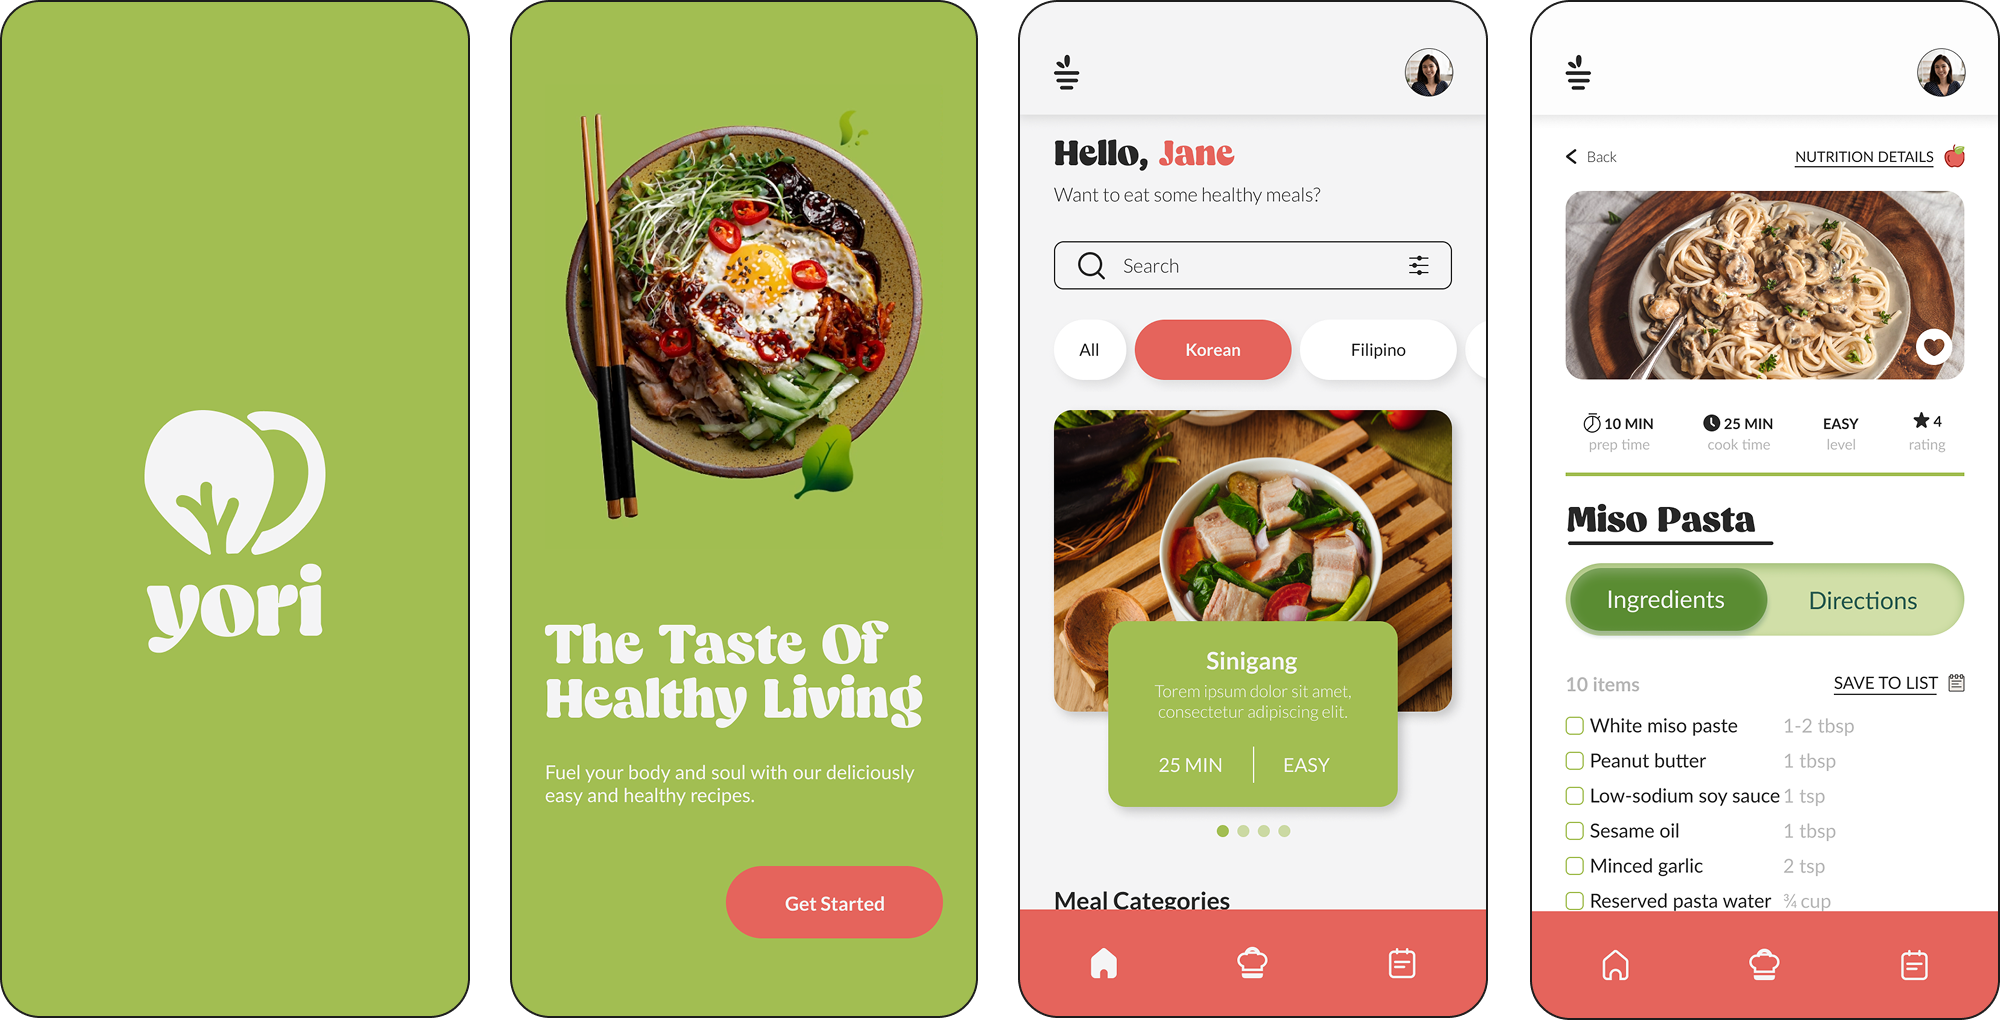 yori
The Taste Of
Healthy Living
Fuel your body and soul with our deliciously
easy and healthy recipes.
Get Started
Hello, Jane
Want to eat some healthy meals?
Search
All
Korean
Filipino
Sinigang
Torem ipsum dolor sit amet,
consectetur adipiscing elit.
25 MIN
EASY
Meal Categories
Back
NUTRITION DETAILS
10 MIN
prep time
25 MIN
cook time
EASY
level
4
rating
Miso Pasta
Ingredients
Directions
10 items
SAVE TO LIST
White miso paste 1-2 tbsp
Peanut butter 1 tbsp
Low-sodium soy sauce 1 tsp
Sesame oil 1 tbsp
Minced garlic 2 tsp
Reserved pasta water ¾ cup